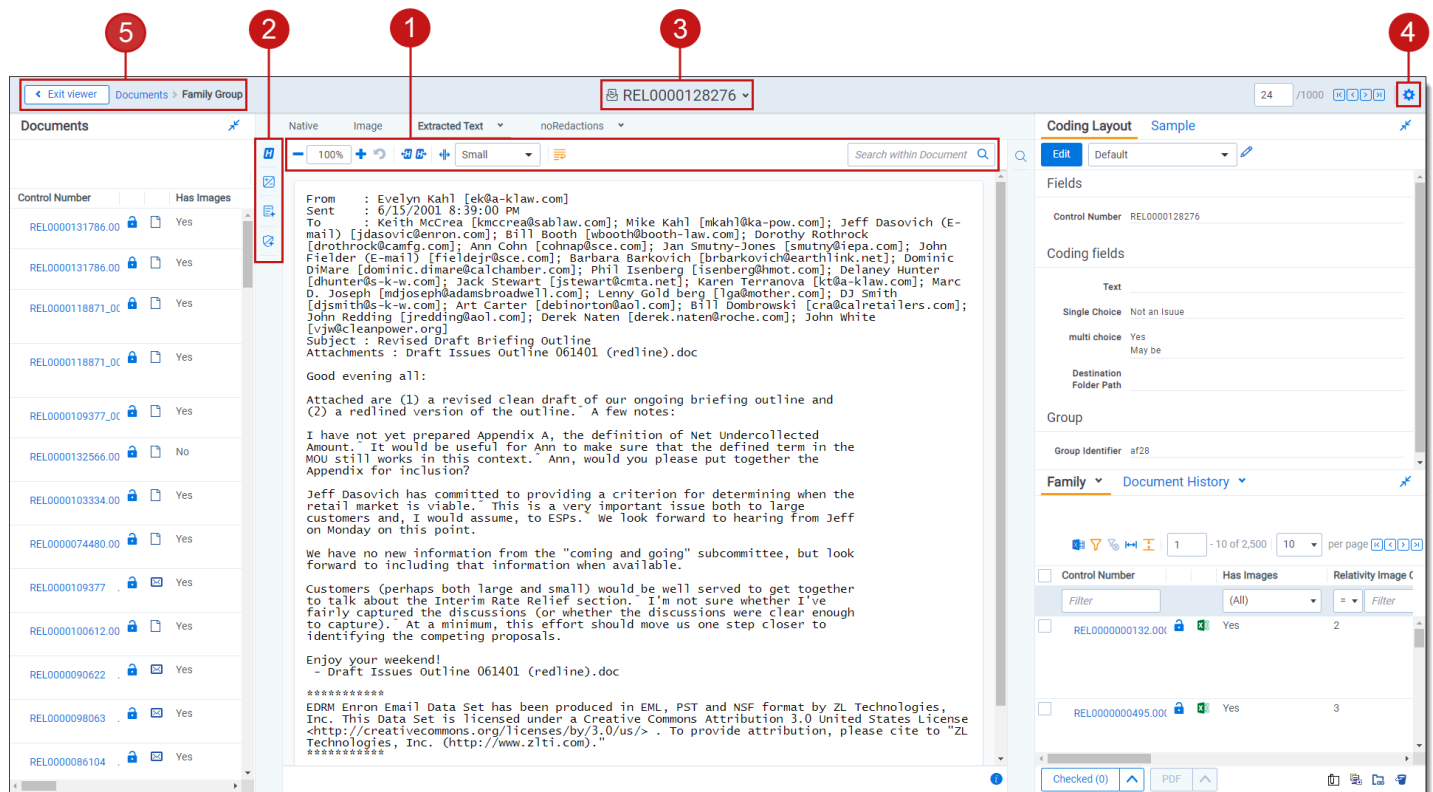 5
2
1
3
4
Exit viewer
Documents > Family Group
REL0000128276
24 /1000
Documents
Native Image Extracted Text noRedactions
100% Small Search within Document
Control Number Has Images
REL0000131786.00 Yes
REL0000131786.00 Yes
REL0000118871_0C Yes
REL0000118871_0C Yes
REL0000109377_0C Yes
REL0000132566.00 No
REL0000103334.00 Yes
REL0000074480.00 Yes
REL0000109377 . Yes
REL0000100612.00 Yes
REL0000090622 . Yes
REL0000098063 . Yes
REL0000086104 . Yes
From : Evelyn Kahl [ek@a-klaw.com]
Sent : 6/15/2001 8:39:00 PM
To : Keith McCrea [kmccrea@sablaw.com]; Mike Kahl [mkahl@ka-pow.com]; Jeff Dasovich (E-
mail) [jdasovic@enron.com]; Bill Booth [wbooth@booth-law.com]; Dorothy Rothrock
[drothrock@camfg.com]; Ann Cohn [cohnap@sce.com]; Jan Smutny-Jones [smutny@iepa.com]; John
Fielder (E-mail) [fieldejr@sce.com]; Barbara Barkovich [brbarkovich@earthlink.net]; Dominic
DiMare [dominic.dimare@calchamber.com]; Phil Isenberg [isenberg@hmot.com]; Delaney Hunter
[dhunter@s-k-w.com]; Jack Stewart [jstewart@cmta.net]; Karen Terranova [kt@a-klaw.com]; Marc
D. Joseph [mdjoseph@adamsbroadwell.com]; Lenny Gold berg [lga@mother.com]; DJ Smith
[djsmith@s-k-w.com]; Art Carter [debinorton@aol.com]; Bill Dombrowski [cra@calretailers.com];
John Redding [jredding@aol.com]; Derek Naten [derek.naten@roche.com]; John White
[vjw@cleanpower.org]
Subject : Revised Draft Briefing Outline
Attachments : Draft Issues Outline 061401 (redline).doc
Good evening all:
Attached are (1) a revised clean draft of our ongoing briefing outline and
(2) a redlined version of the outline.˜ A few notes:
I have not yet prepared Appendix A, the definition of Net Undercollected
Amount.˜ It would be useful for Ann to make sure that the defined term in the
MOU still works in this context.˜ Ann, would you please put together the
Appendix for inclusion?
Jeff Dasovich has committed to providing a criterion for determining when the
retail market is viable.˜ This is a very important issue both to large
customers and, I would assume, to ESPs.˜ We look forward to hearing from Jeff
on Monday on this point.
We have no new information from the "coming and going" subcommittee, but look
forward to including that information when available.
Customers (perhaps both large and small) would be well served to get together
to talk about the Interim Rate Relief section.˜ I'm not sure whether I've
fairly captured the discussions (or whether the discussions were clear enough
to capture).˜ At a minimum, this effort should move us one step closer to
identifying the competing proposals.
Enjoy your weekend!
- Draft Issues Outline 061401 (redline).doc
***********
EDRM Enron Email Data Set has been produced in EML, PST and NSF format by ZL Technologies,
Inc. This Data Set is licensed under a Creative Commons Attribution 3.0 United States License
<http://creativecommons.org/licenses/by/3.0/us/> . To provide attribution, please cite to "ZL
Technologies, Inc. (http://www.zlti.com)."
***********
Coding Layout Sample
Edit Default
Fields
Control Number REL0000128276
Coding fields
Text
Single Choice Not an Isuue
multi choice Yes
May be
Destination
Folder Path
Group
Group Identifier af28
Family Document History
1 - 10 of 2,500 10 per page
Control Number Has Images Relativity Image C
Filter (All) = Filter
REL0000000132.000 Yes 2
REL0000000495.000 Yes 3
Checked (0) PDF